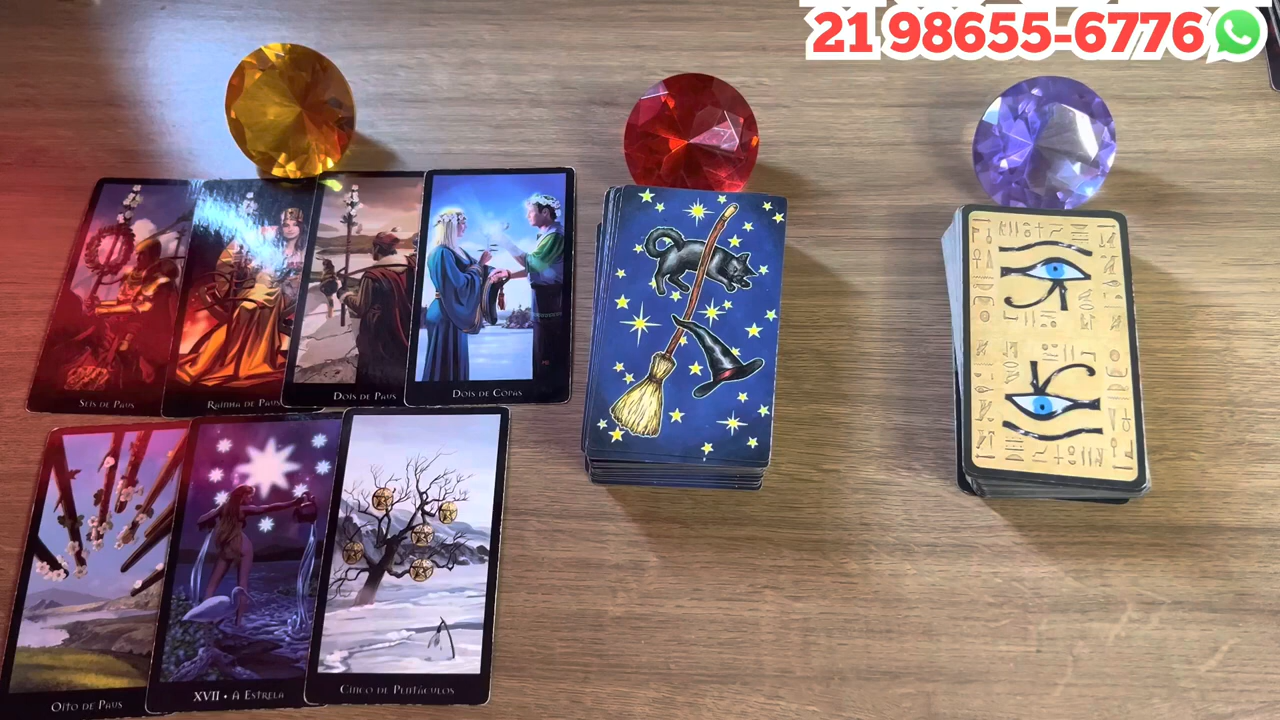 21 98655-6776
SEIS DE PAUS
RAINHA DE PAUS
DOIS DE PAUS
DOIS DE COPAS
OITO DE PAUS
XVII • A ESTRELA
CINCO DE PENTÁCULOS